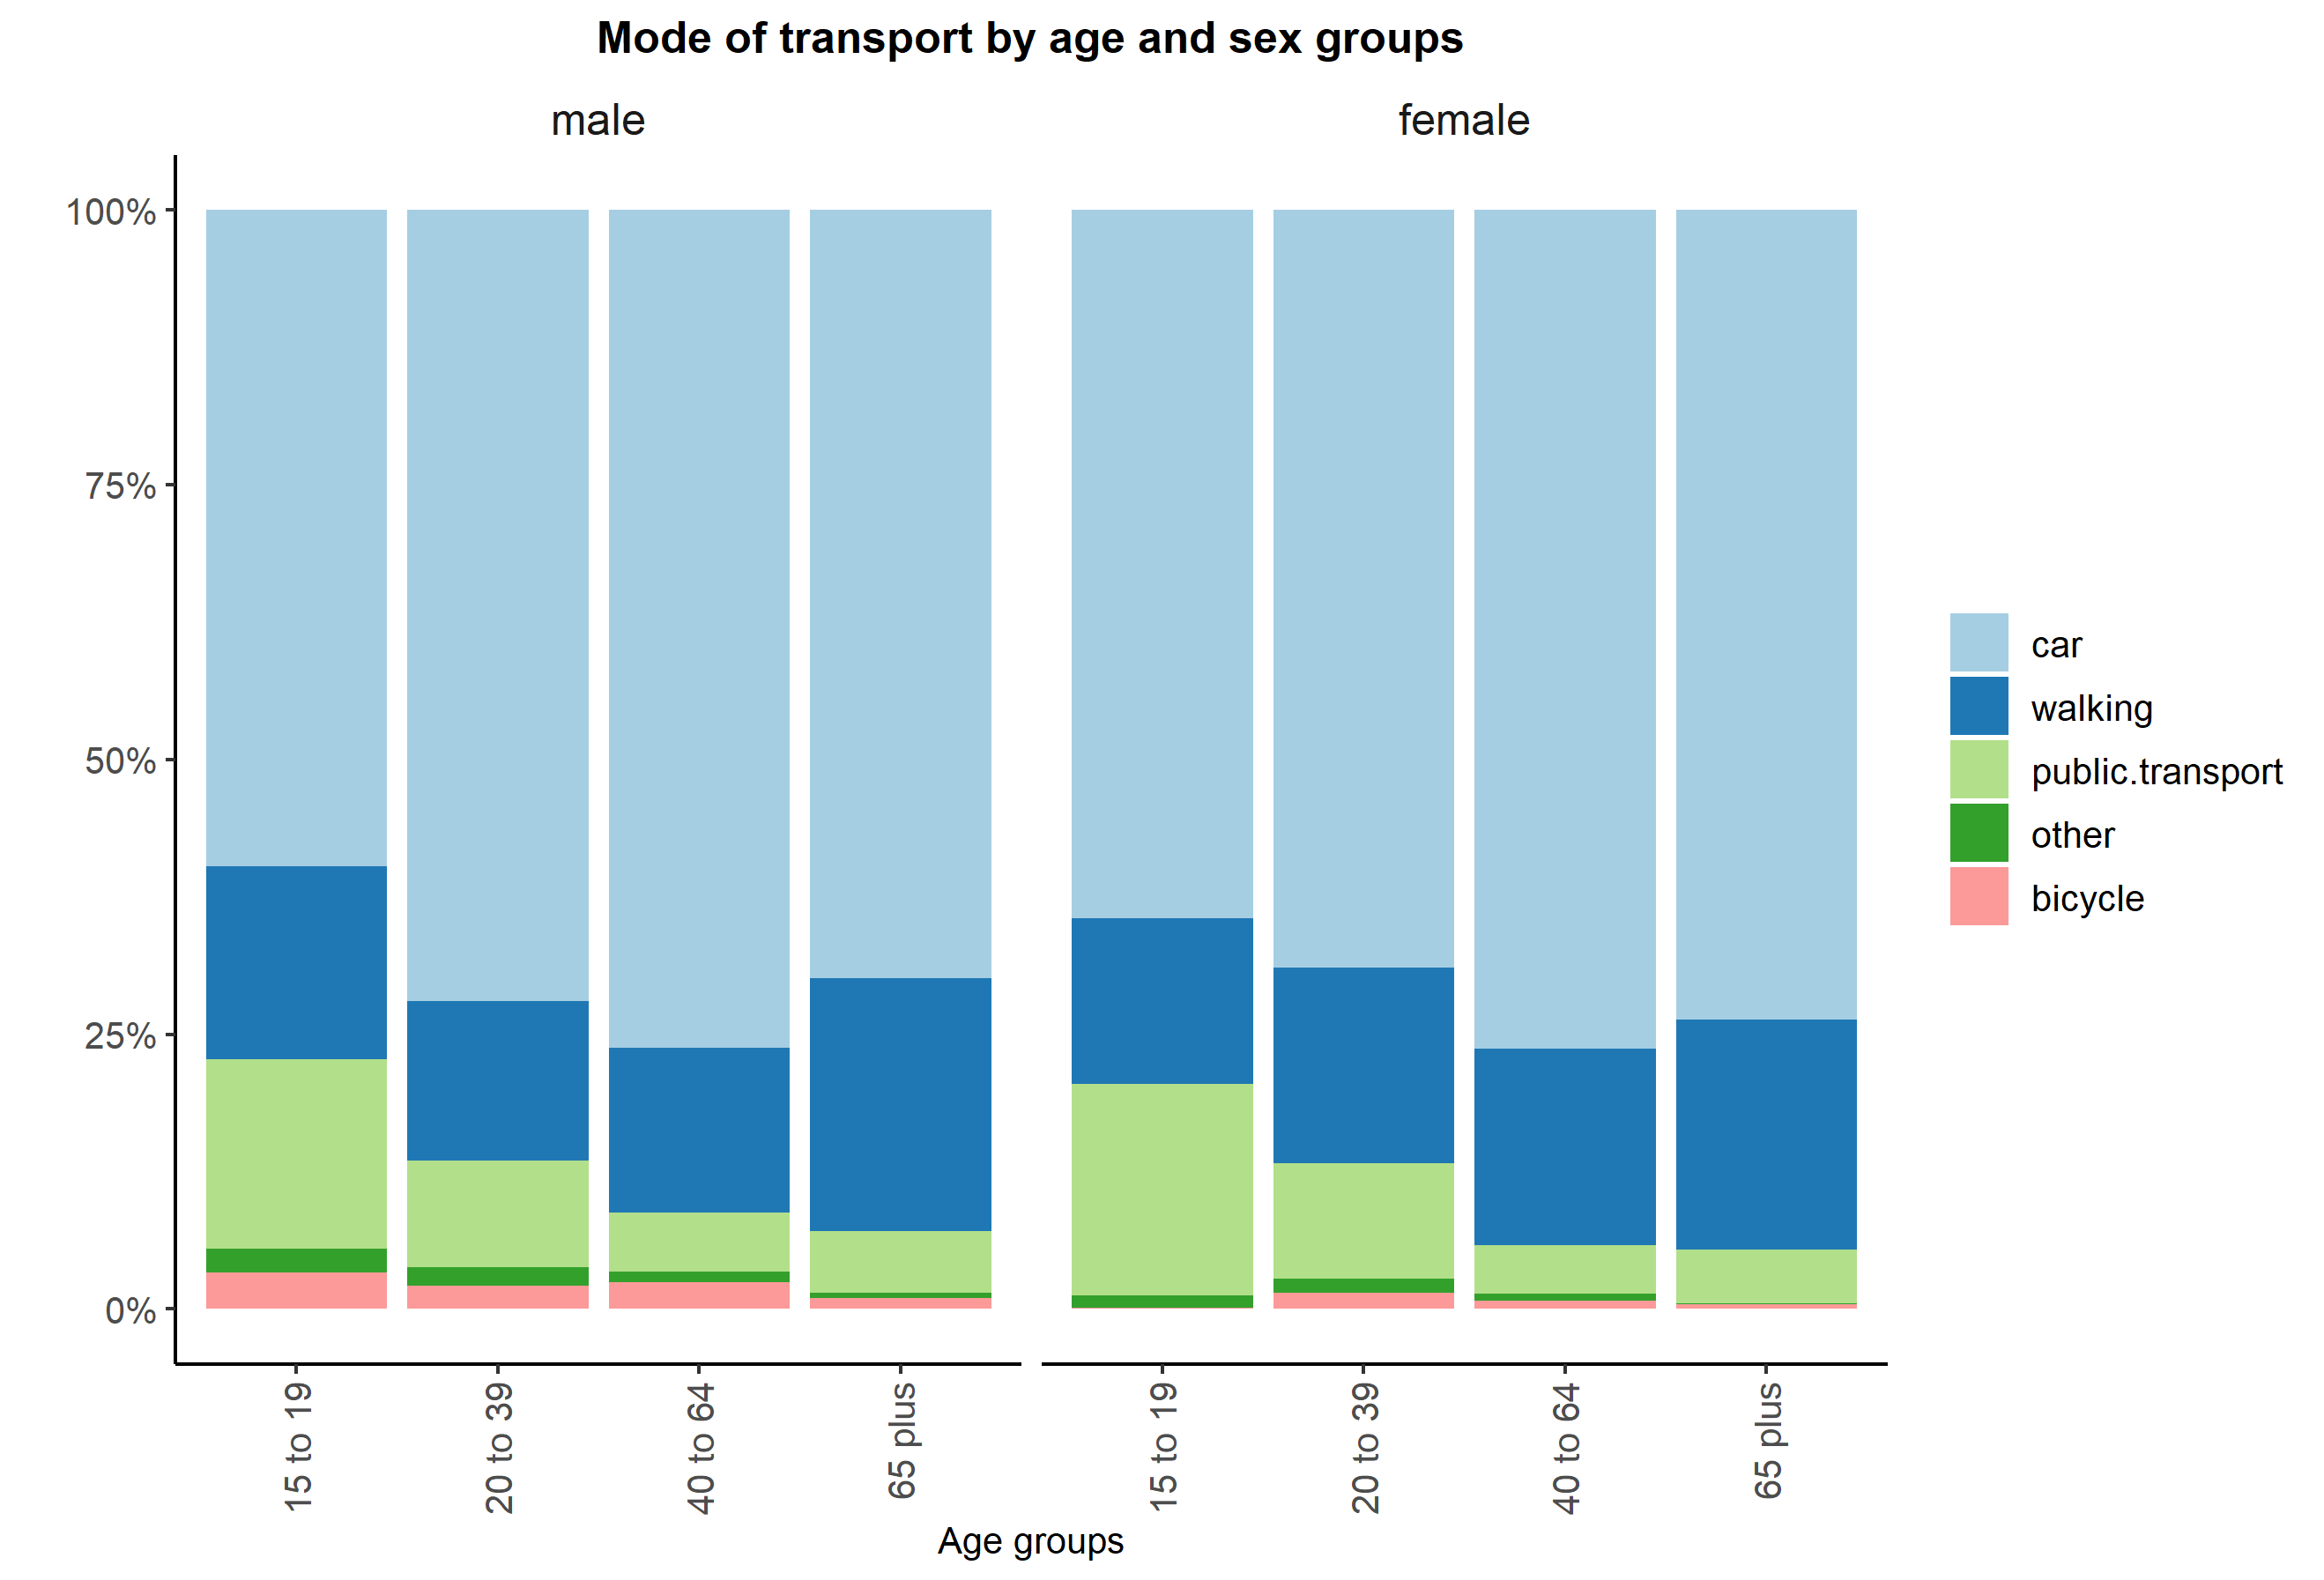 Mode of transport by age and sex groups
male
female
100%
75%
50%
25%
0%
car
walking
public.transport
other
bicycle
15 to 19
20 to 39
40 to 64
65 plus
15 to 19
20 to 39
40 to 64
65 plus
Age groups